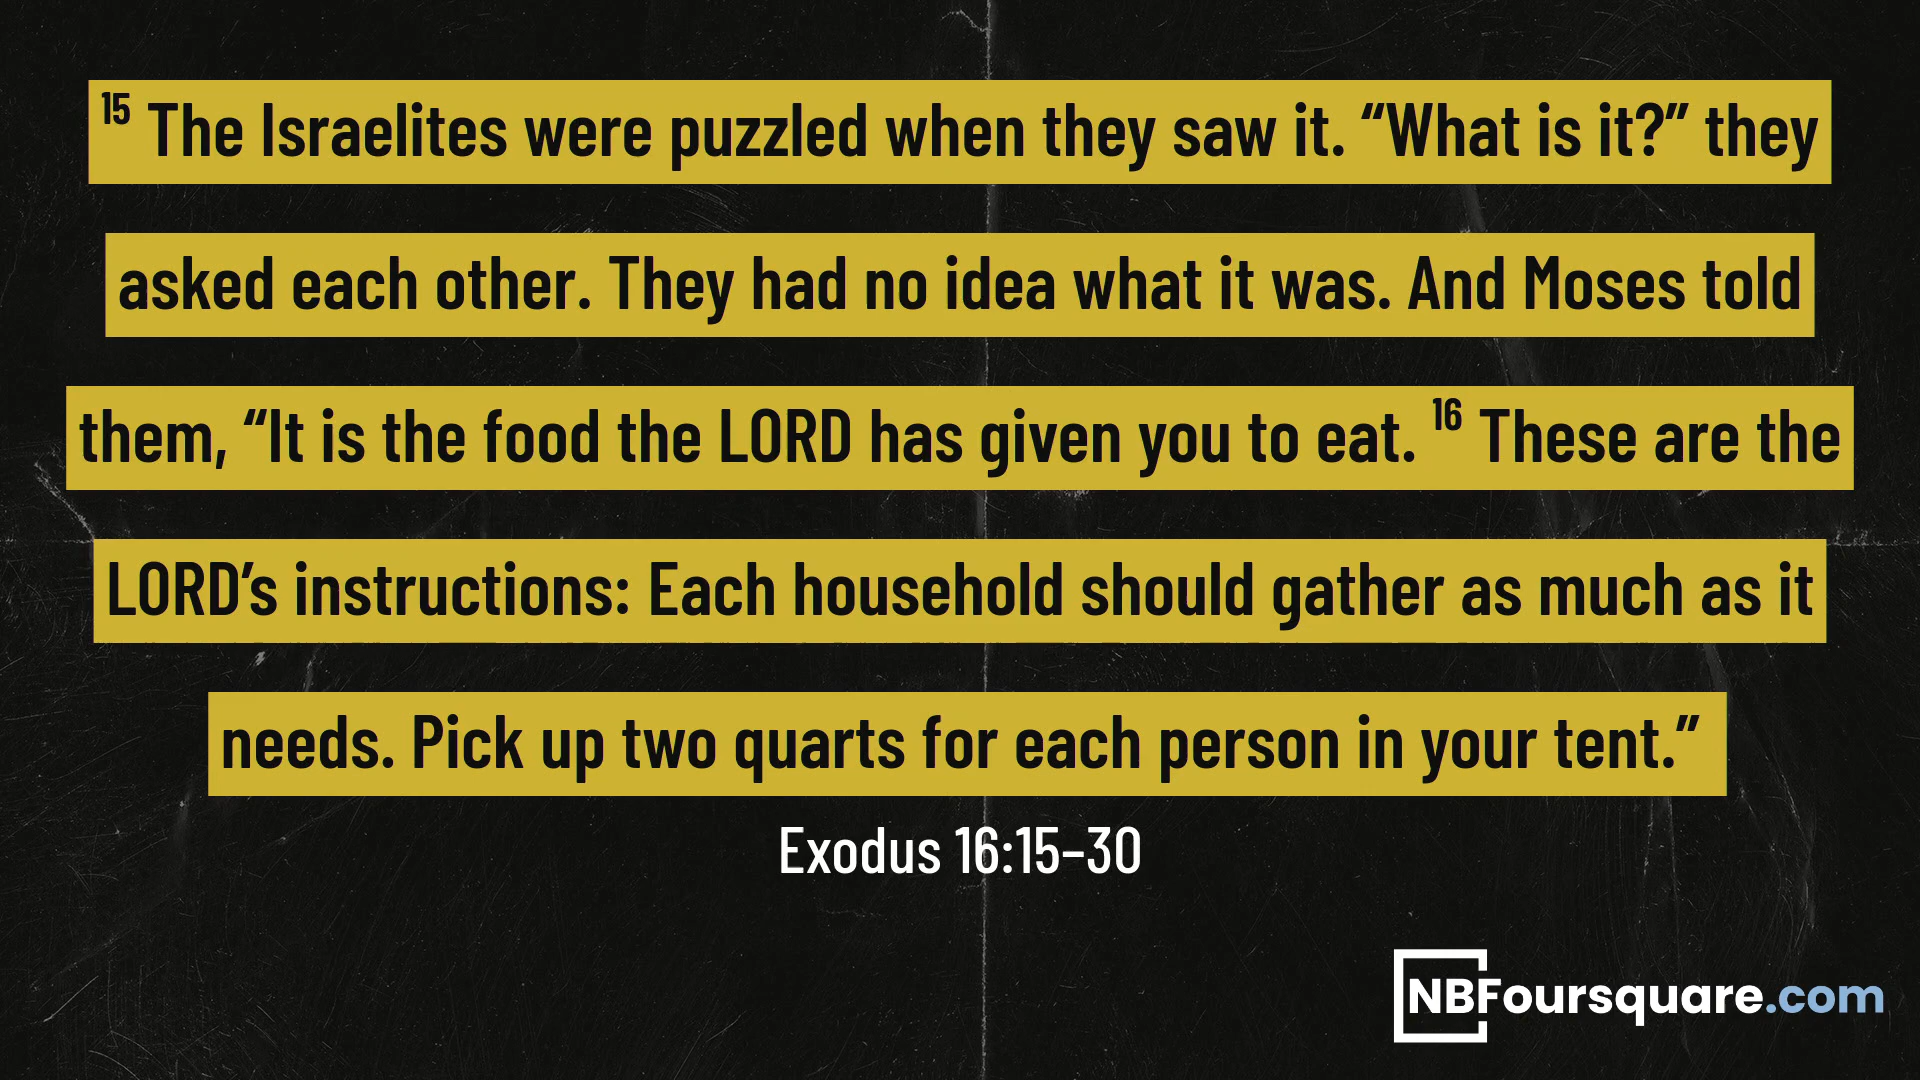 15 The Israelites were puzzled when they saw it. “What is it?” they
asked each other. They had no idea what it was. And Moses told
them, “It is the food the LORD has given you to eat. 16 These are the
LORD’s instructions: Each household should gather as much as it
needs. Pick up two quarts for each person in your tent.”
Exodus 16:15–30
NBFoursquare.com